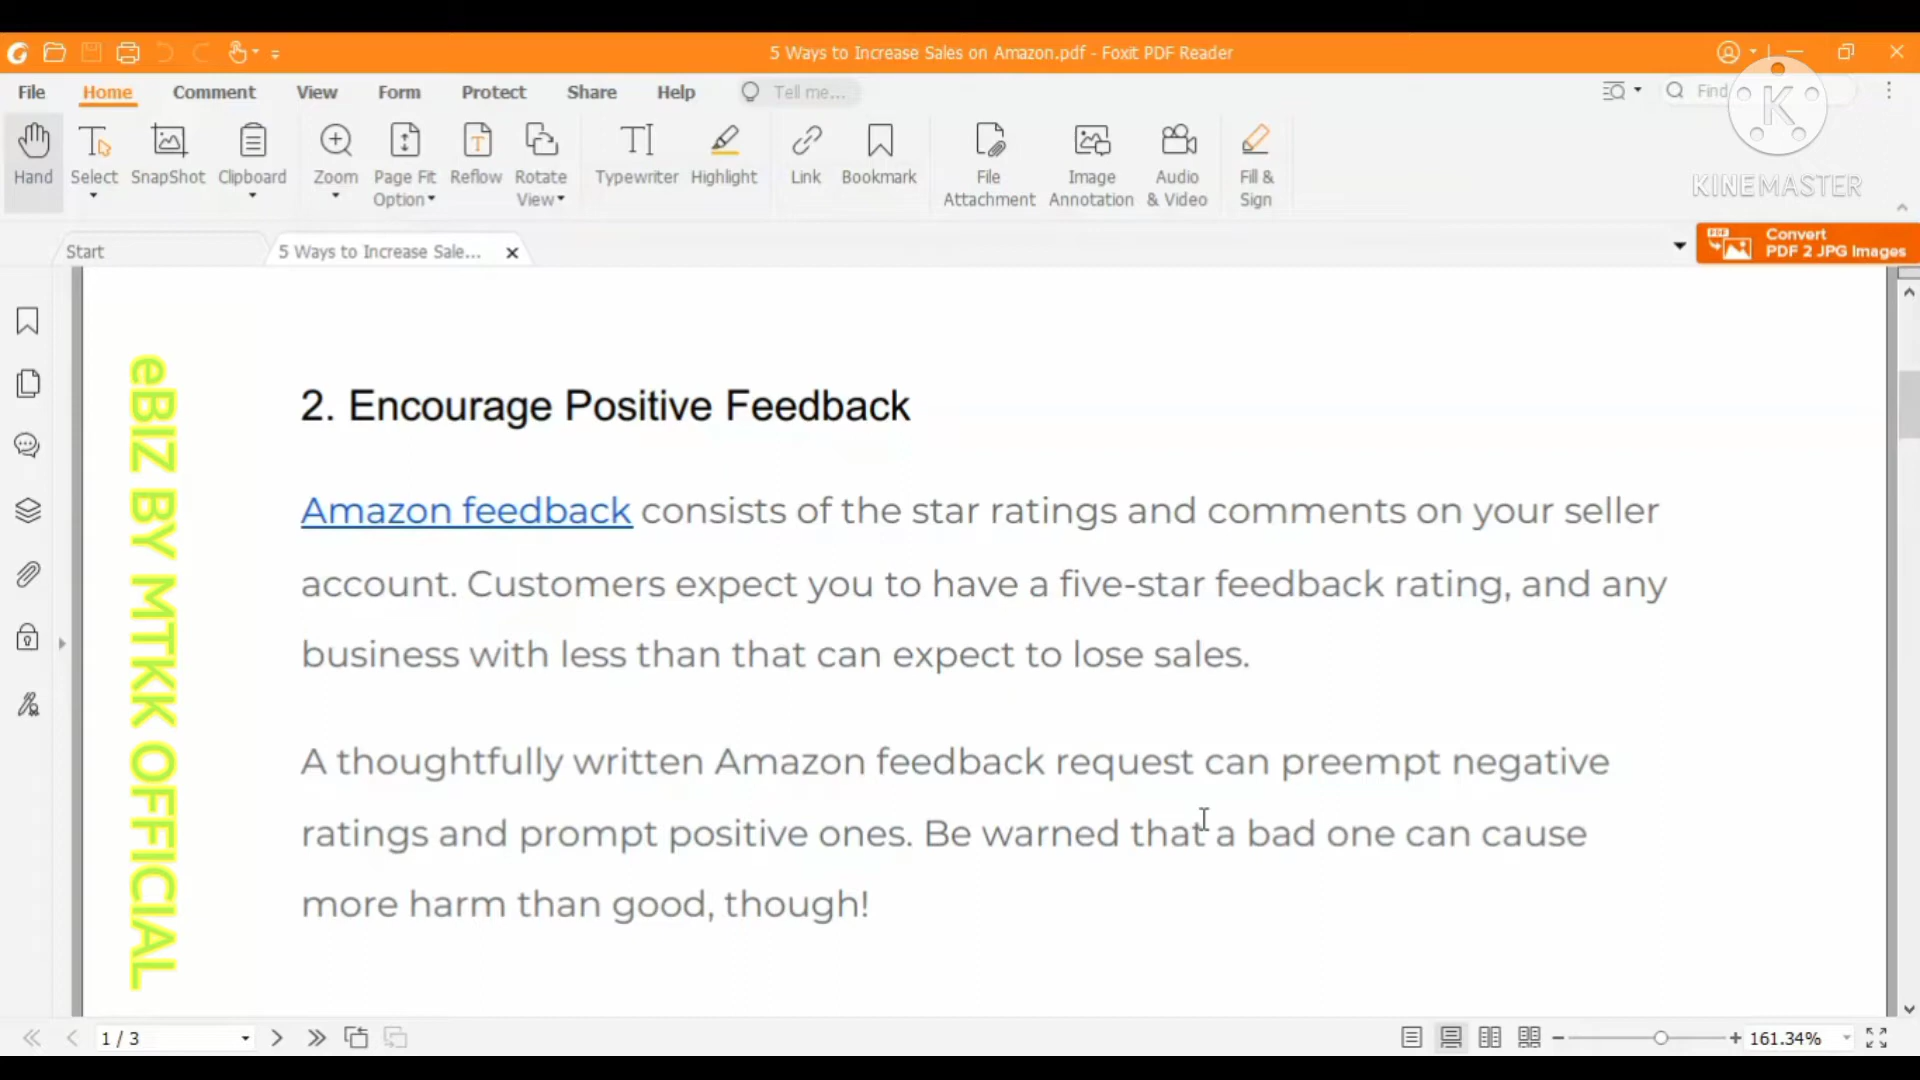 5 Ways to Increase Sales on Amazon.pdf - Foxit PDF Reader
File Home Comment View Form Protect Share Help Tell me... Find
K
KINEMASTER
Hand Select SnapShot Clipboard Zoom Page Fit Option Reflow Rotate View Typewriter Highlight Link Bookmark File Attachment Image Annotation Audio & Video Fill & Sign
Start 5 Ways to Increase Sale...
PDF Convert
PDF 2 JPG Images
eBIZ BY MTKK OFFICIAL
2. Encourage Positive Feedback
Amazon feedback consists of the star ratings and comments on your seller
account. Customers expect you to have a five-star feedback rating, and any
business with less than that can expect to lose sales.
A thoughtfully written Amazon feedback request can preempt negative
ratings and prompt positive ones. Be warned that a bad one can cause
more harm than good, though!
1 / 3 161.34%